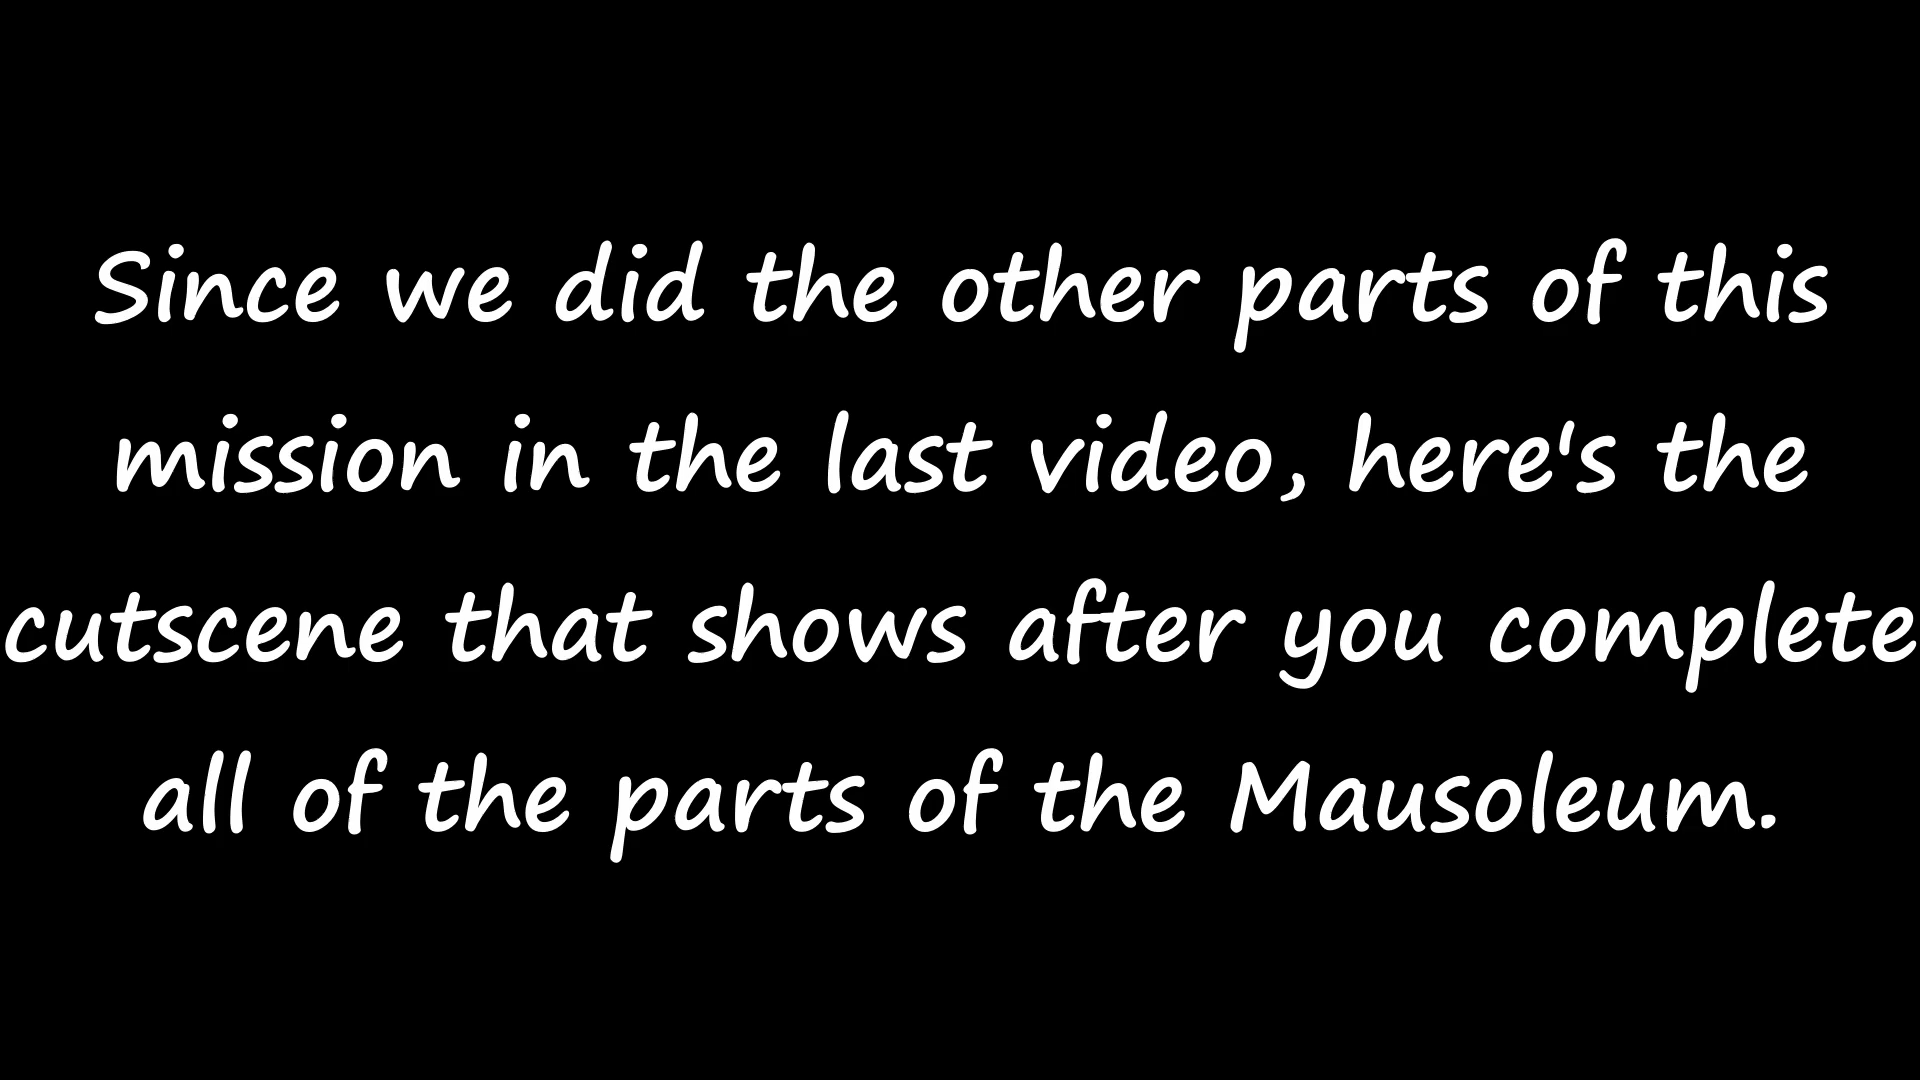 Since we did the other parts of this
mission in the last video, here's the
cutscene that shows after you complete
all of the parts of the Mausoleum.